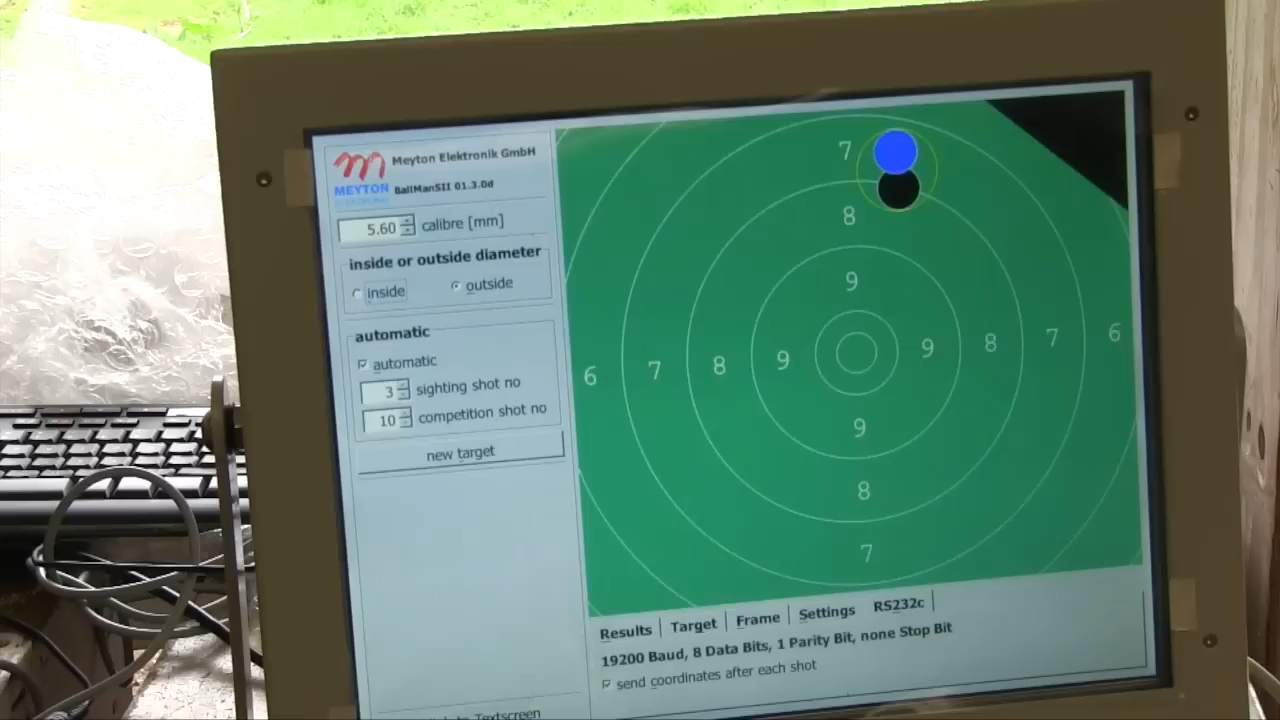 Meyton Elektronik GmbH
MEYTON
BallManSII 01.3.0d
5.60 calibre [mm]
inside or outside diameter
inside outside
automatic
automatic
3 sighting shot no
10 competition shot no
new target
7
8
9
6 7 8 9 9 8 7 6
9
8
7
Results Target Frame Settings RS232c
19200 Baud, 8 Data Bits, 1 Parity Bit, none Stop Bit
send coordinates after each shot
Textscreen